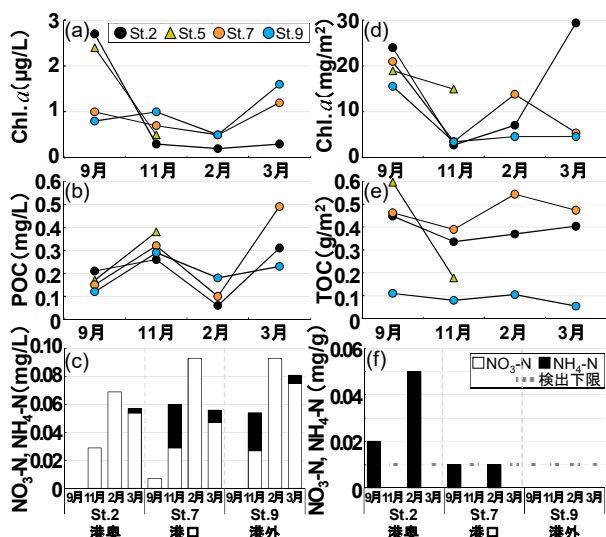 (a)
St.2 St.5 St.7 St.9
Chl. a(μg/L)
3
2
1
0
9月 11月 2月 3月
(d)
Chl. a(mg/m²)
30
20
10
0
9月 11月 2月 3月
(b)
POC(mg/L)
0.6
0.5
0.4
0.3
0.2
0.1
0
9月 11月 2月 3月
(e)
TOC(g/m²)
0.6
0.5
0.4
0.3
0.2
0.1
0
9月 11月 2月 3月
(c)
NO₃-N, NH₄-N(mg/L)
0.10
0.08
0.06
0.04
0.02
0.00
9月 11月 2月 3月 9月 11月 2月 3月 9月 11月 2月 3月
St.2 St.7 St.9
港奥 港口 港外
(f)
NO₃-N NH₄-N
検出下限
NO₃-N, NH₄-N (mg/g)
0.06
0.04
0.02
0.00
9月 11月 2月 3月 9月 11月 2月 3月 9月 11月 2月 3月
St.2 St.7 St.9
港奥 港口 港外